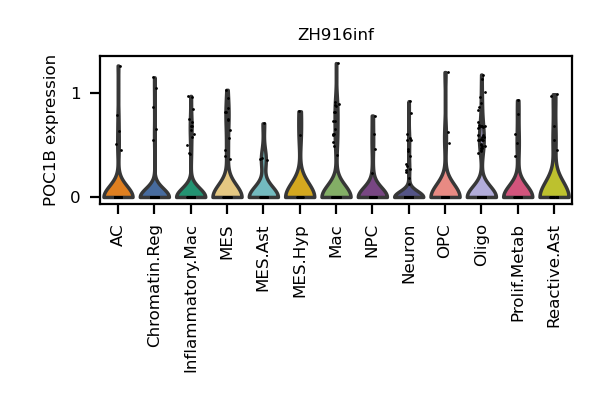 ZH916inf
POC1B expression
1
0
AC
Chromatin.Reg
Inflammatory.Mac
MES
MES.Ast
MES.Hyp
Mac
NPC
Neuron
OPC
Oligo
Prolif.Metab
Reactive.Ast